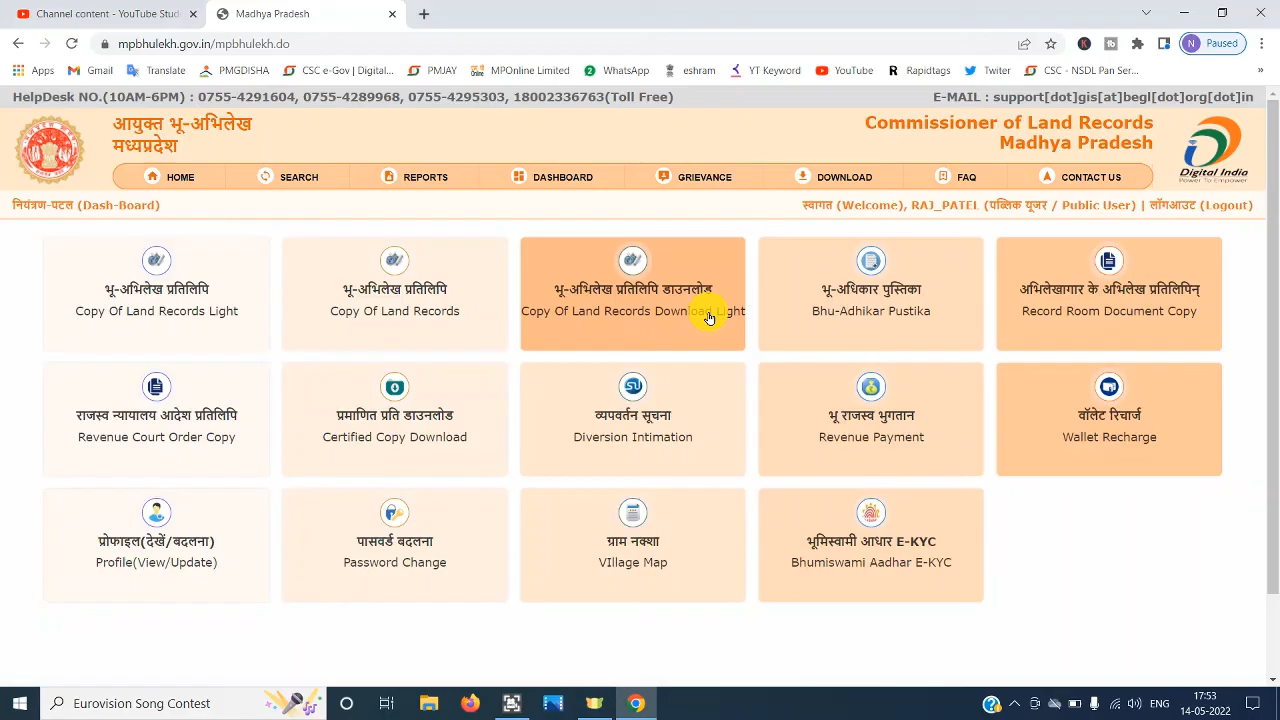 Channel content - YouTube Stud
Madhya Pradesh
mpbhulekh.gov.in/mpbhulekh.do
N
Paused
Apps
Gmail
Translate
PMGDISHA
CSC e-Gov | Digital...
PMJAY
MPOnline Limited
WhatsApp
eshram
YT Keyword
YouTube
Rapidtags
Twiter
CSC - NSDL Pan Ser...
HelpDesk NO.(10AM-6PM) : 0755-4291604, 0755-4289968, 0755-4295303, 18002336763(Toll Free)
E-MAIL : support[dot]gis[at]begl[dot]org[dot]in
आयुक्त भू-अभिलेख
मध्यप्रदेश
Commissioner of Land Records
Madhya Pradesh
Digital India
Power To Empower
HOME
SEARCH
REPORTS
DASHBOARD
GRIEVANCE
DOWNLOAD
FAQ
CONTACT US
नियंत्रण-पटल (Dash-Board)
स्वागत (Welcome), RAJ_PATEL (पब्लिक यूजर / Public User) | लॉगआउट (Logout)
भू-अभिलेख प्रतिलिपि
Copy Of Land Records Light
भू-अभिलेख प्रतिलिपि
Copy Of Land Records
भू-अभिलेख प्रतिलिपि डाउनलोड
Copy Of Land Records Download Light
भू-अधिकार पुस्तिका
Bhu-Adhikar Pustika
अभिलेखागार के अभिलेख प्रतिलिपिन्
Record Room Document Copy
राजस्व न्यायालय आदेश प्रतिलिपि
Revenue Court Order Copy
प्रमाणित प्रति डाउनलोड
Certified Copy Download
व्यपवर्तन सूचना
Diversion Intimation
भू राजस्व भुगतान
Revenue Payment
वॉलेट रिचार्ज
Wallet Recharge
प्रोफाइल(देखें/बदलना)
Profile(View/Update)
पासवर्ड बदलना
Password Change
ग्राम नक्शा
VIllage Map
भूमिस्वामी आधार E-KYC
Bhumiswami Aadhar E-KYC
Eurovision Song Contest
ENG
17:53
14-05-2022